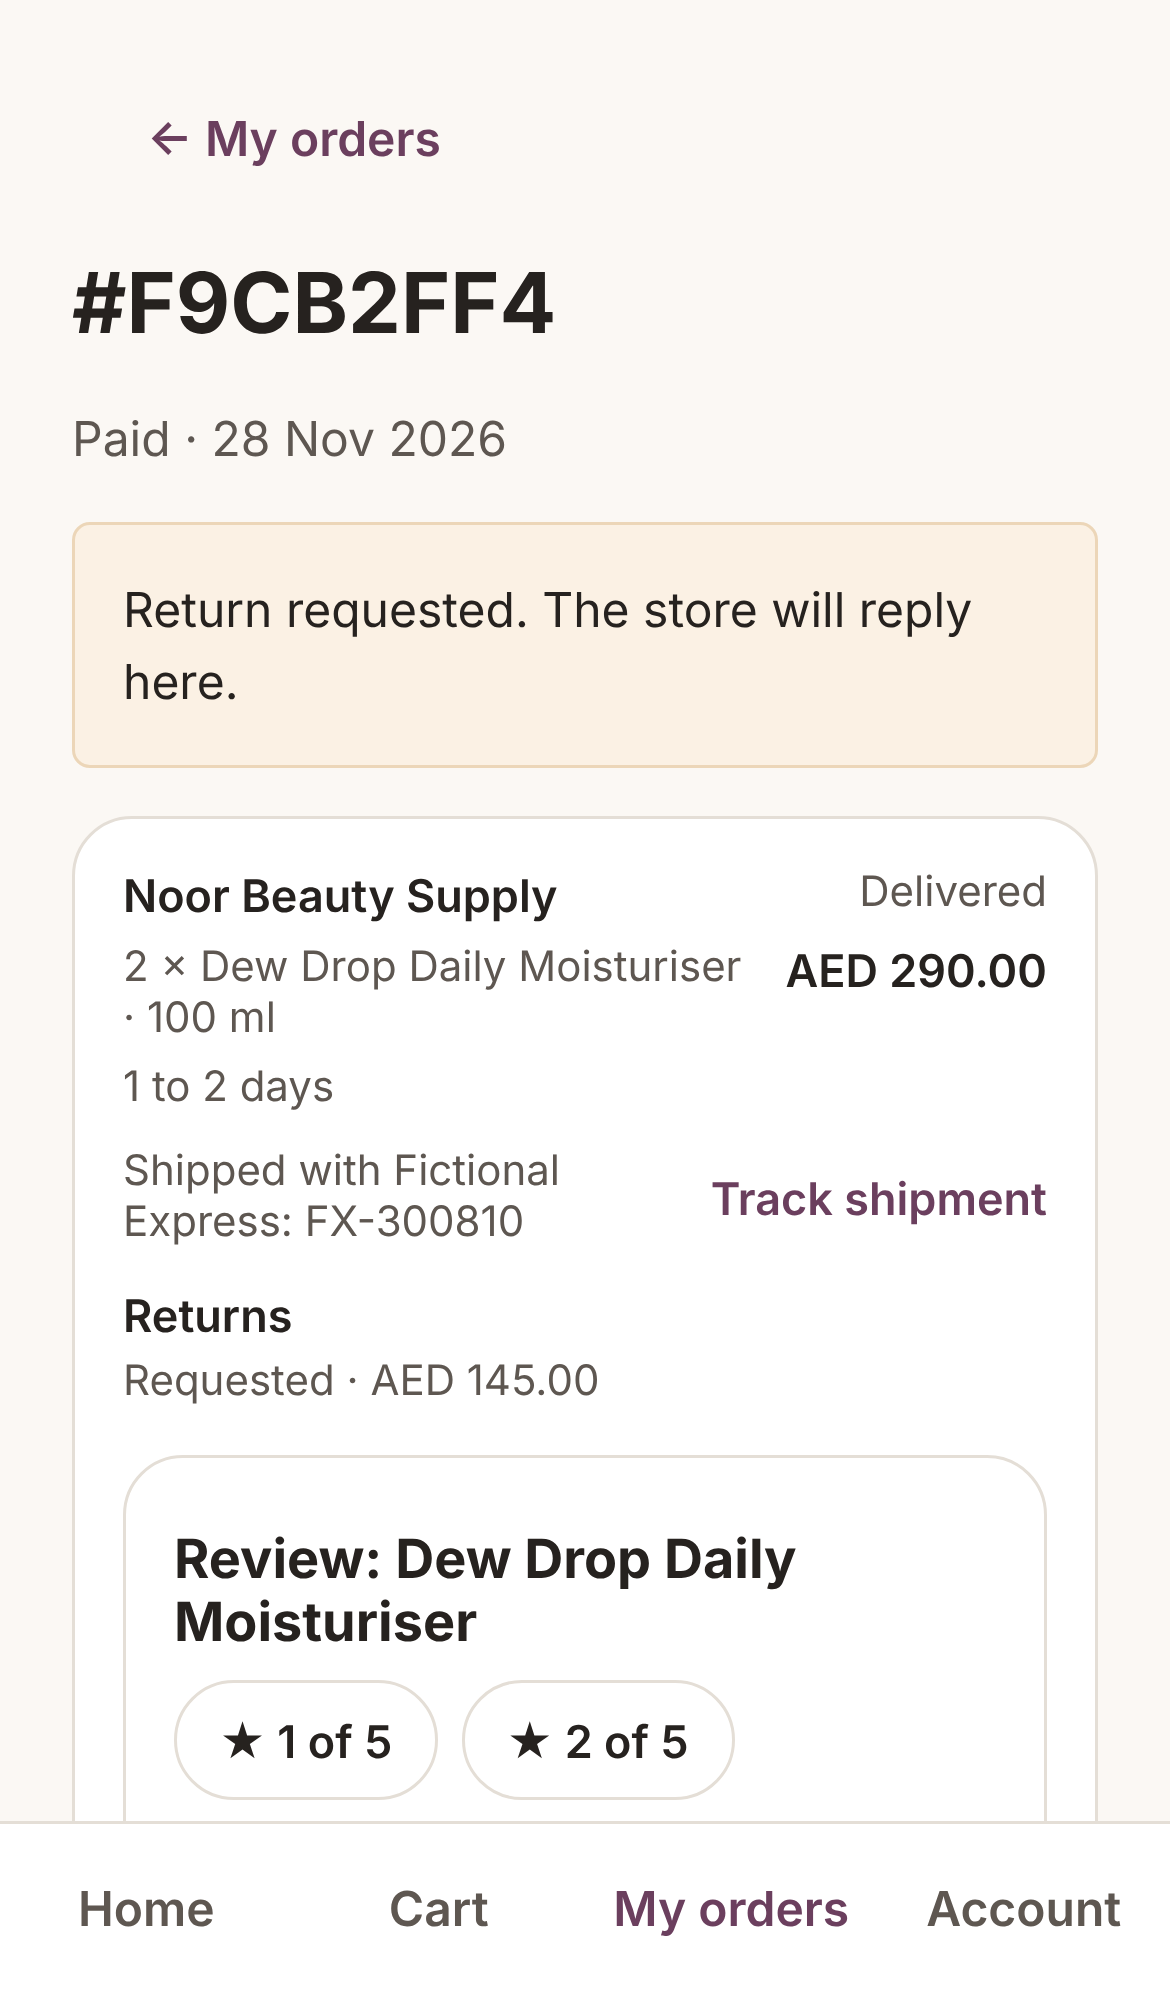 ← My orders
#F9CB2FF4
Paid · 28 Nov 2026
Return requested. The store will reply
here.
Noor Beauty Supply
Delivered
2 × Dew Drop Daily Moisturiser
· 100 ml
AED 290.00
1 to 2 days
Shipped with Fictional
Express: FX-300810
Track shipment
Returns
Requested · AED 145.00
Review: Dew Drop Daily
Moisturiser
★ 1 of 5
★ 2 of 5
Home
Cart
My orders
Account